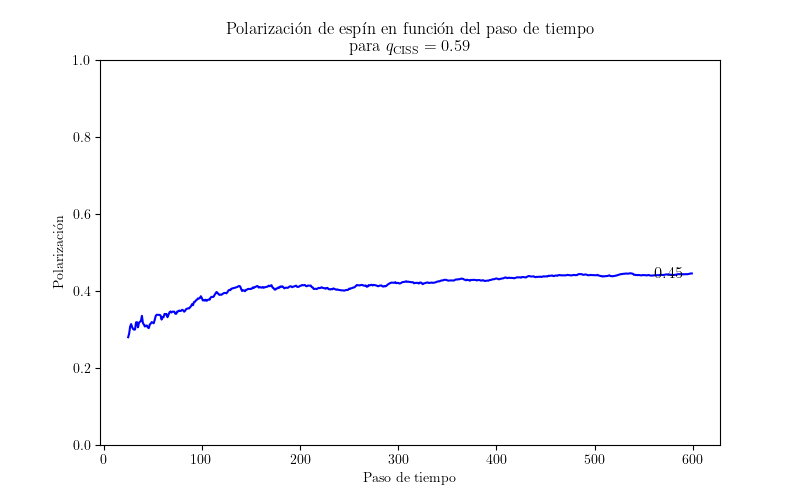 Polarización de espín en función del paso de tiempo
para q_CISS = 0.59
1.0
0.8
0.6
0.4
0.2
0.0
Polarización
0.45
0 100 200 300 400 500 600
Paso de tiempo